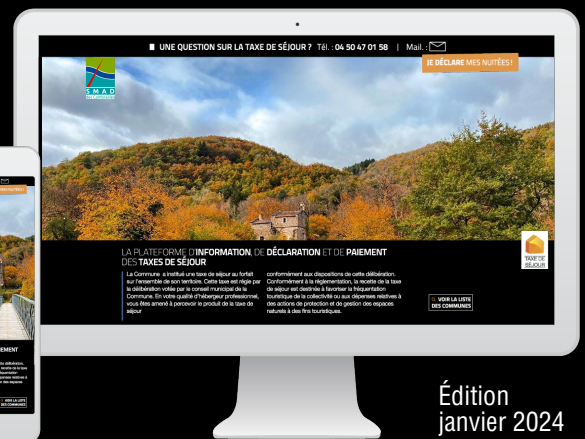 UNE QUESTION SUR LA TAXE DE SÉJOUR ? Tél. : 04 50 47 01 58 | Mail. :
JE DÉCLARE MES NUITÉES !
SMAD
LA PLATEFORME D'INFORMATION, DE DÉCLARATION ET DE PAIEMENT
DES TAXES DE SÉJOUR
La Commune a institué une taxe de séjour au forfait
sur l'ensemble de son territoire. Cette taxe est régie par
la délibération votée par le conseil municipal de la
Commune. En votre qualité d'hébergeur professionnel,
vous êtes amené à percevoir le produit de la taxe de
séjour
conformément aux dispositions de cette délibération.
Conformément à la réglementation, la recette de la taxe
de séjour est destinée à favoriser la fréquentation
touristique de la collectivité ou aux dépenses relatives à
des actions de protection et de gestion des espaces
naturels à des fins touristiques.
TAXE DE
SÉJOUR
VOIR LA LISTE
DES COMMUNES
VOIR LA LISTE
DES COMMUNES
Édition
janvier 2024